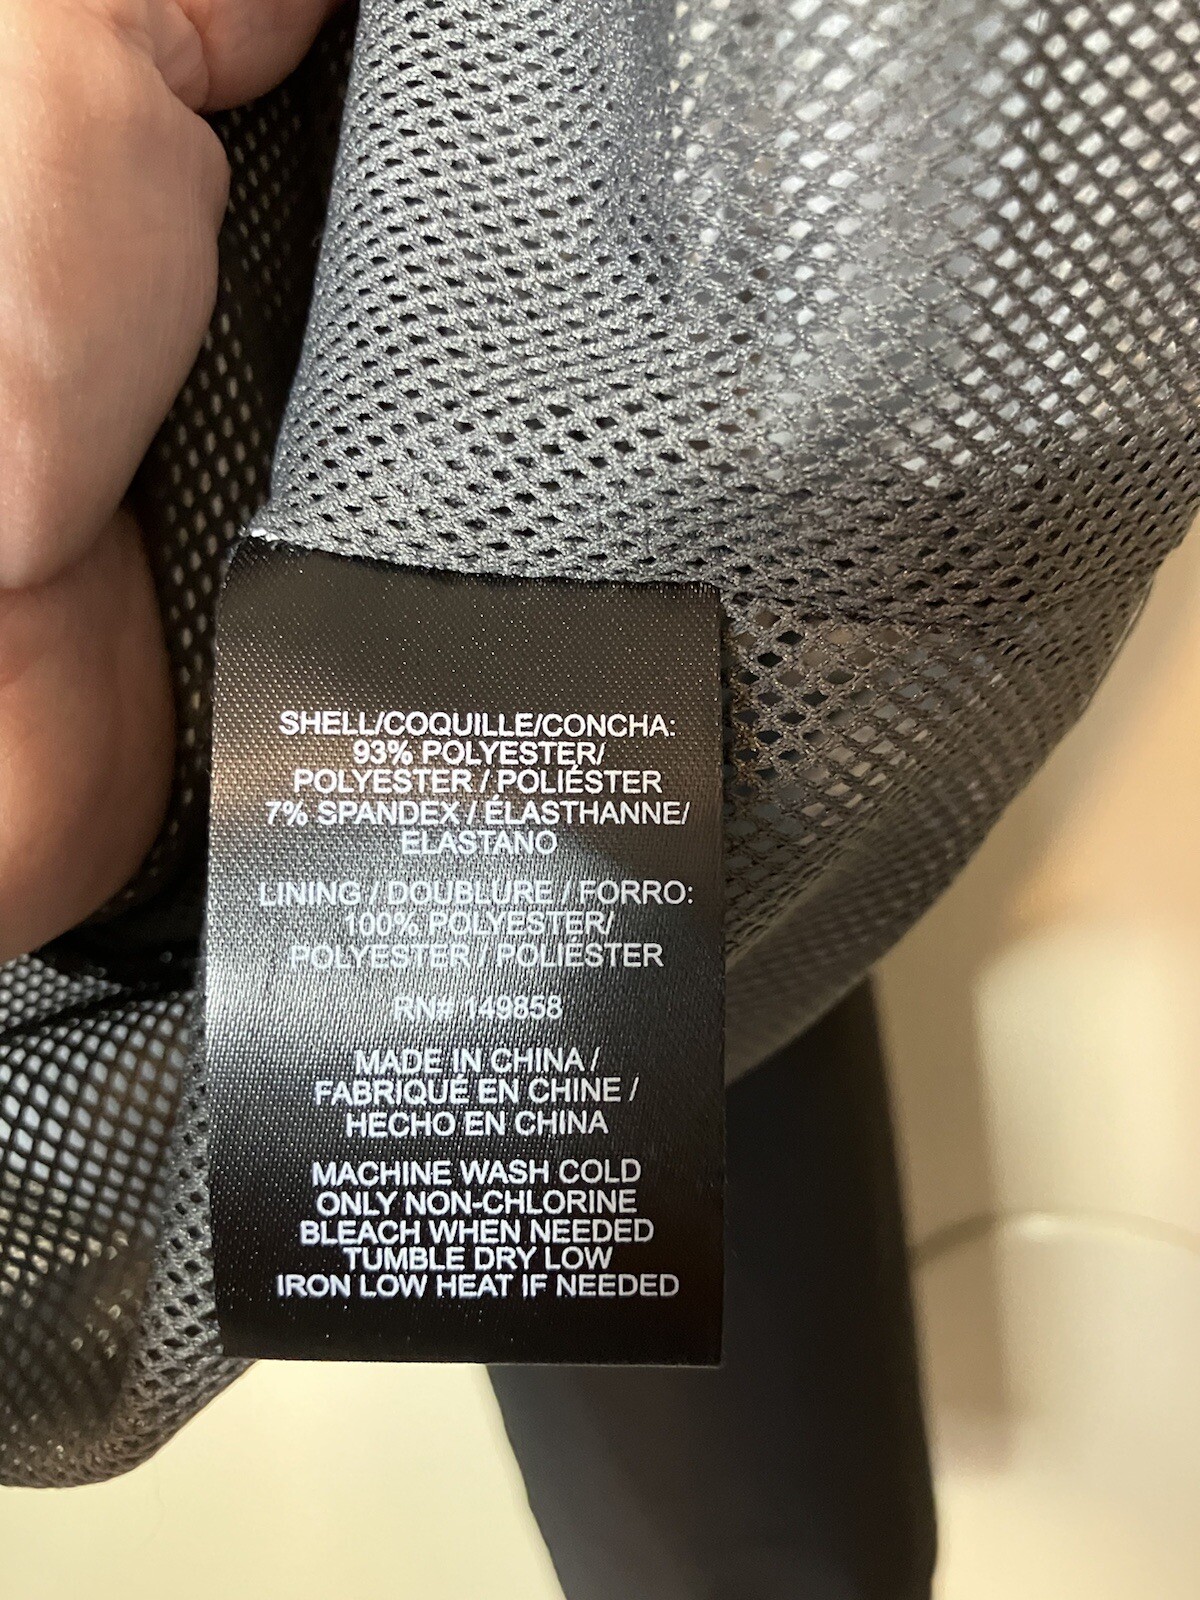 SHELL/COQUILLE/CONCHA:
93% POLYESTER/
POLYESTER / POLIÉSTER
7% SPANDEX / ÉLASTHANNE/
ELASTANO
LINING / DOUBLURE / FORRO:
100% POLYESTER/
POLYESTER / POLIÉSTER
RN# 149858
MADE IN CHINA /
FABRIQUÉ EN CHINE /
HECHO EN CHINA
MACHINE WASH COLD
ONLY NON-CHLORINE
BLEACH WHEN NEEDED
TUMBLE DRY LOW
IRON LOW HEAT IF NEEDED